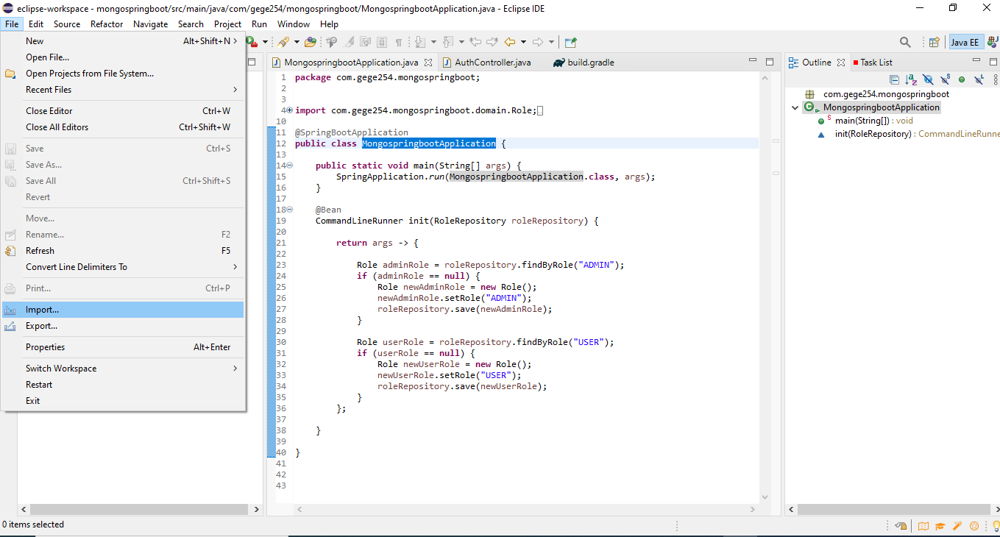 eclipse-workspace - mongospringboot/src/main/java/com/gege254/mongospringboot/MongospringbootApplication.java - Eclipse IDE
File Edit Source Refactor Navigate Search Project Run Window Help
New Alt+Shift+N
Open File...
Open Projects from File System...
Recent Files
Close Editor Ctrl+W
Close All Editors Ctrl+Shift+W
Save Ctrl+S
Save As...
Save All Ctrl+Shift+S
Revert
Move...
Rename... F2
Refresh F5
Convert Line Delimiters To
Print... Ctrl+P
Import...
Export...
Properties Alt+Enter
Switch Workspace
Restart
Exit
Java EE
MongospringbootApplication.java AuthController.java build.gradle
1 package com.gege254.mongospringboot;
2
3
4 import com.gege254.mongospringboot.domain.Role;
10
11 @SpringBootApplication
12 public class MongospringbootApplication {
13
14 public static void main(String[] args) {
15 SpringApplication.run(MongospringbootApplication.class, args);
16 }
17
18 @Bean
19 CommandLineRunner init(RoleRepository roleRepository) {
20
21 return args -> {
22
23 Role adminRole = roleRepository.findByRole("ADMIN");
24 if (adminRole == null) {
25 Role newAdminRole = new Role();
26 newAdminRole.setRole("ADMIN");
27 roleRepository.save(newAdminRole);
28 }
29
30 Role userRole = roleRepository.findByRole("USER");
31 if (userRole == null) {
32 Role newUserRole = new Role();
33 newUserRole.setRole("USER");
34 roleRepository.save(newUserRole);
35 }
36 };
37
38 }
39
40 }
41
42
43
Outline Task List
com.gege254.mongospringboot
MongospringbootApplication
main(String[]) : void
init(RoleRepository) : CommandLineRunne
0 items selected